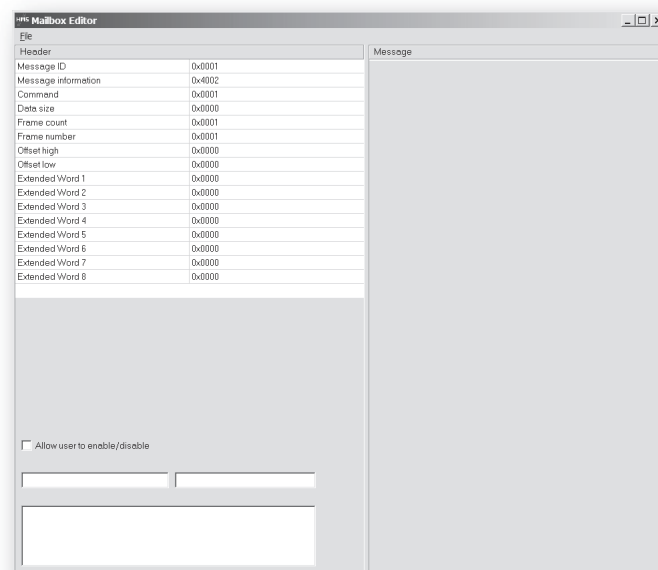 HMS Mailbox Editor
File
Header
Message ID 0x0001
Message information 0x4002
Command 0x0001
Data size 0x0000
Frame count 0x0001
Frame number 0x0001
Offset high 0x0000
Offset low 0x0000
Extended Word 1 0x0000
Extended Word 2 0x0000
Extended Word 3 0x0000
Extended Word 4 0x0000
Extended Word 5 0x0000
Extended Word 6 0x0000
Extended Word 7 0x0000
Extended Word 8 0x0000
Allow user to enable/disable
Message